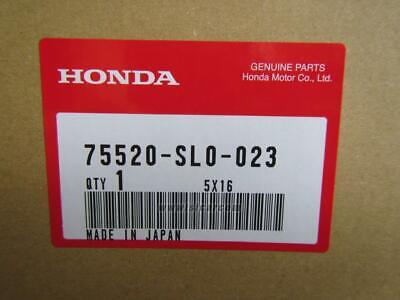 HONDA
GENUINE PARTS
Honda Motor Co., Ltd.
75520-SL0-023
QTY 1
5X16
MADE IN JAPAN